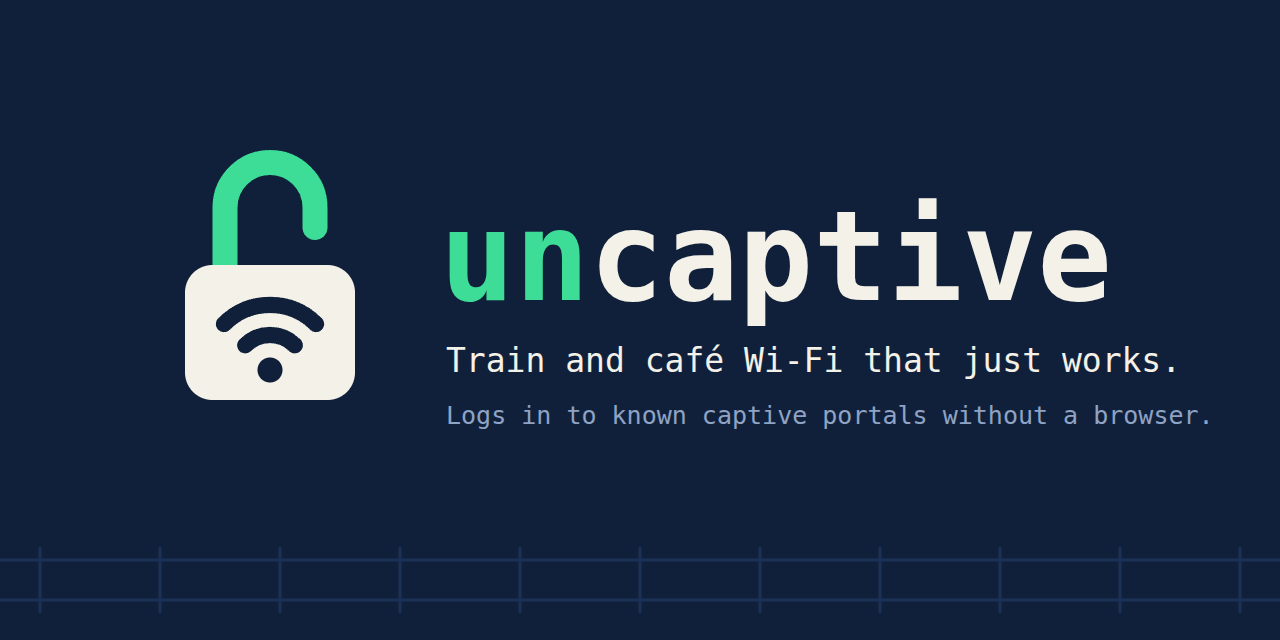 uncaptive
Train and café Wi-Fi that just works.
Logs in to known captive portals without a browser.